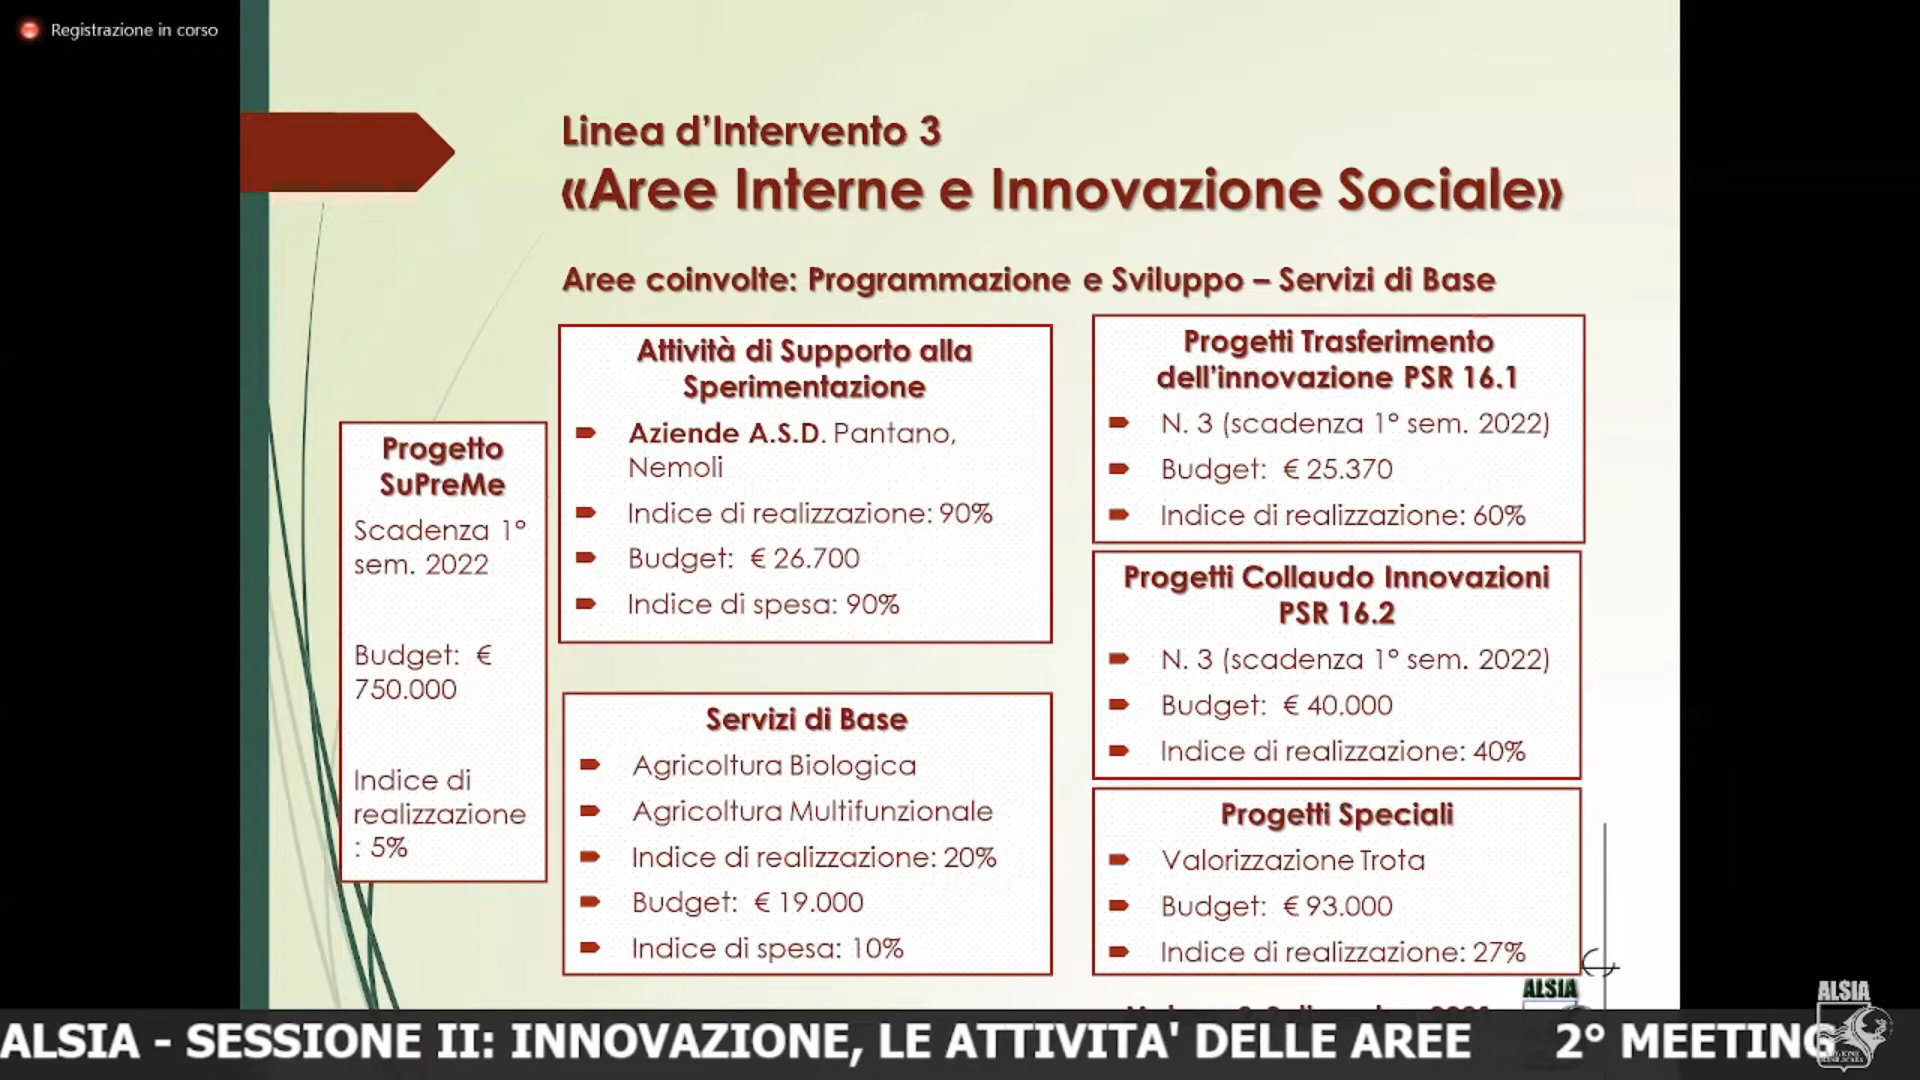 Registrazione in corso
Linea d'Intervento 3
«Aree Interne e Innovazione Sociale»
Aree coinvolte: Programmazione e Sviluppo – Servizi di Base
Progetto
SuPreMe
Scadenza 1°
sem. 2022
Budget: €
750.000
Indice di
realizzazione
: 5%
Attività di Supporto alla
Sperimentazione
Aziende A.S.D. Pantano,
Nemoli
Indice di realizzazione: 90%
Budget: € 26.700
Indice di spesa: 90%
Servizi di Base
Agricoltura Biologica
Agricoltura Multifunzionale
Indice di realizzazione: 20%
Budget: € 19.000
Indice di spesa: 10%
Progetti Trasferimento
dell'innovazione PSR 16.1
N. 3 (scadenza 1° sem. 2022)
Budget: € 25.370
Indice di realizzazione: 60%
Progetti Collaudo Innovazioni
PSR 16.2
N. 3 (scadenza 1° sem. 2022)
Budget: € 40.000
Indice di realizzazione: 40%
Progetti Speciali
Valorizzazione Trota
Budget: € 93.000
Indice di realizzazione: 27%
ALSIA
ALSIA
ALSIA - SESSIONE II: INNOVAZIONE, LE ATTIVITA' DELLE AREE 2° MEETING